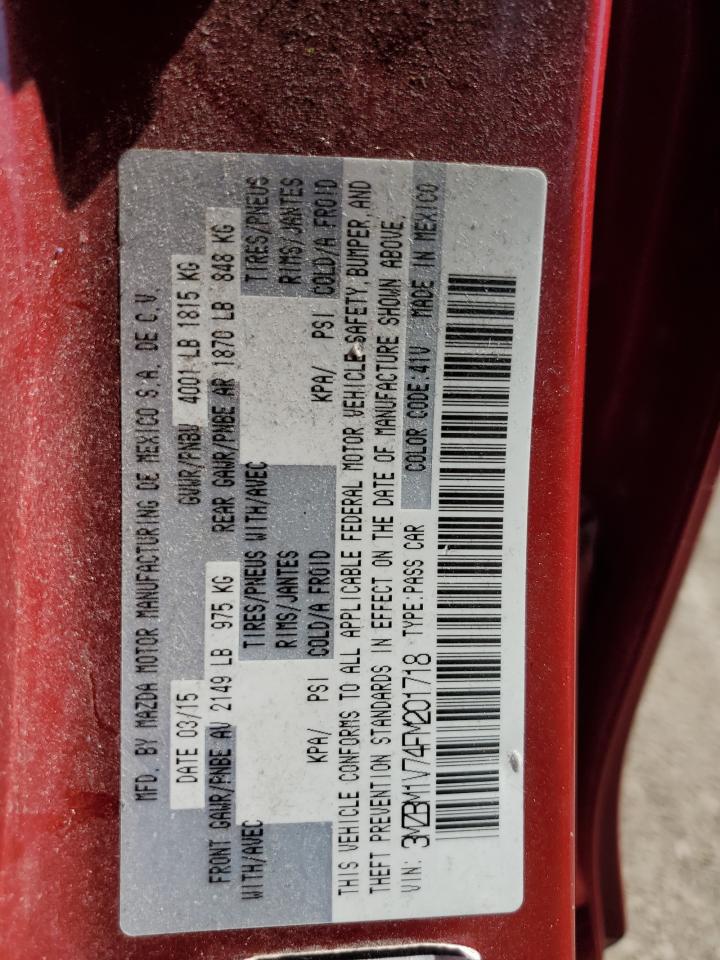 MFD. BY MAZDA MOTOR MANUFACTURING DE MEXICO S.A. DE C.V.
DATE 03/15 GVWR/PNBV 4001 LB 1815 KG
FRONT GAWR/PNBE AV 2149 LB 975 KG REAR GAWR/PNBE AR 1870 LB 848 KG
WITH/AVEC TIRES/PNEUS WITH/AVEC TIRES/PNEUS
RIMS/JANTES RIMS/JANTES
KPA/ PSI COLD/A FROID KPA/ PSI COLD/A FROID
THIS VEHICLE CONFORMS TO ALL APPLICABLE FEDERAL MOTOR VEHICLE SAFETY, BUMPER, AND
THEFT PREVENTION STANDARDS IN EFFECT ON THE DATE OF MANUFACTURE SHOWN ABOVE.
VIN: 3MZBM1V74FM201718 TYPE:PASS CAR COLOR CODE:41V MADE IN MEXICO